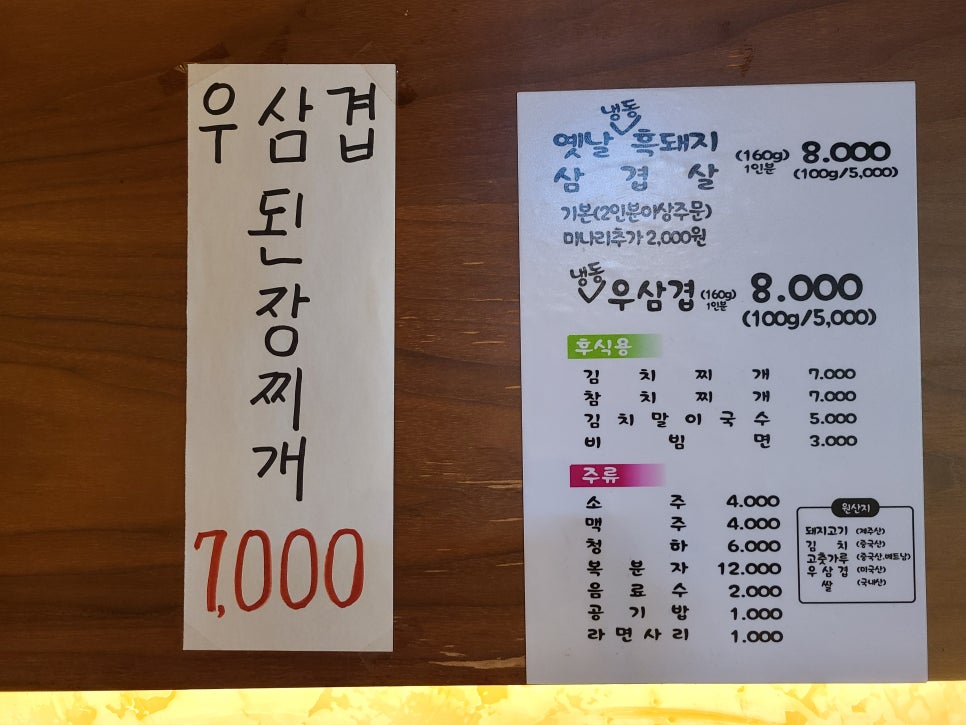 우삼겹
된
장
찌
개
7,000
냉동
옛날 흑돼지
삼겹살
(160g)
1인분
8.000
(100g/5,000)
기본(2인분이상주문)
미나리추가 2,000원
냉동
우삼겹 (160g) 1인분 8.000
(100g/5,000)
후식용
김치찌개 7.000
참치찌개 7.000
김치말이국수 5.000
비빔면 3.000
주류
소주 4.000
맥주 4.000
청하 6.000
복분자 12.000
음료수 2.000
공기밥 1.000
라면사리 1.000
원산지
돼지고기 (제주산)
김치 (중국산)
고춧가루 (중국산,베트남)
우삼겹 (미국산)
쌀 (국내산)